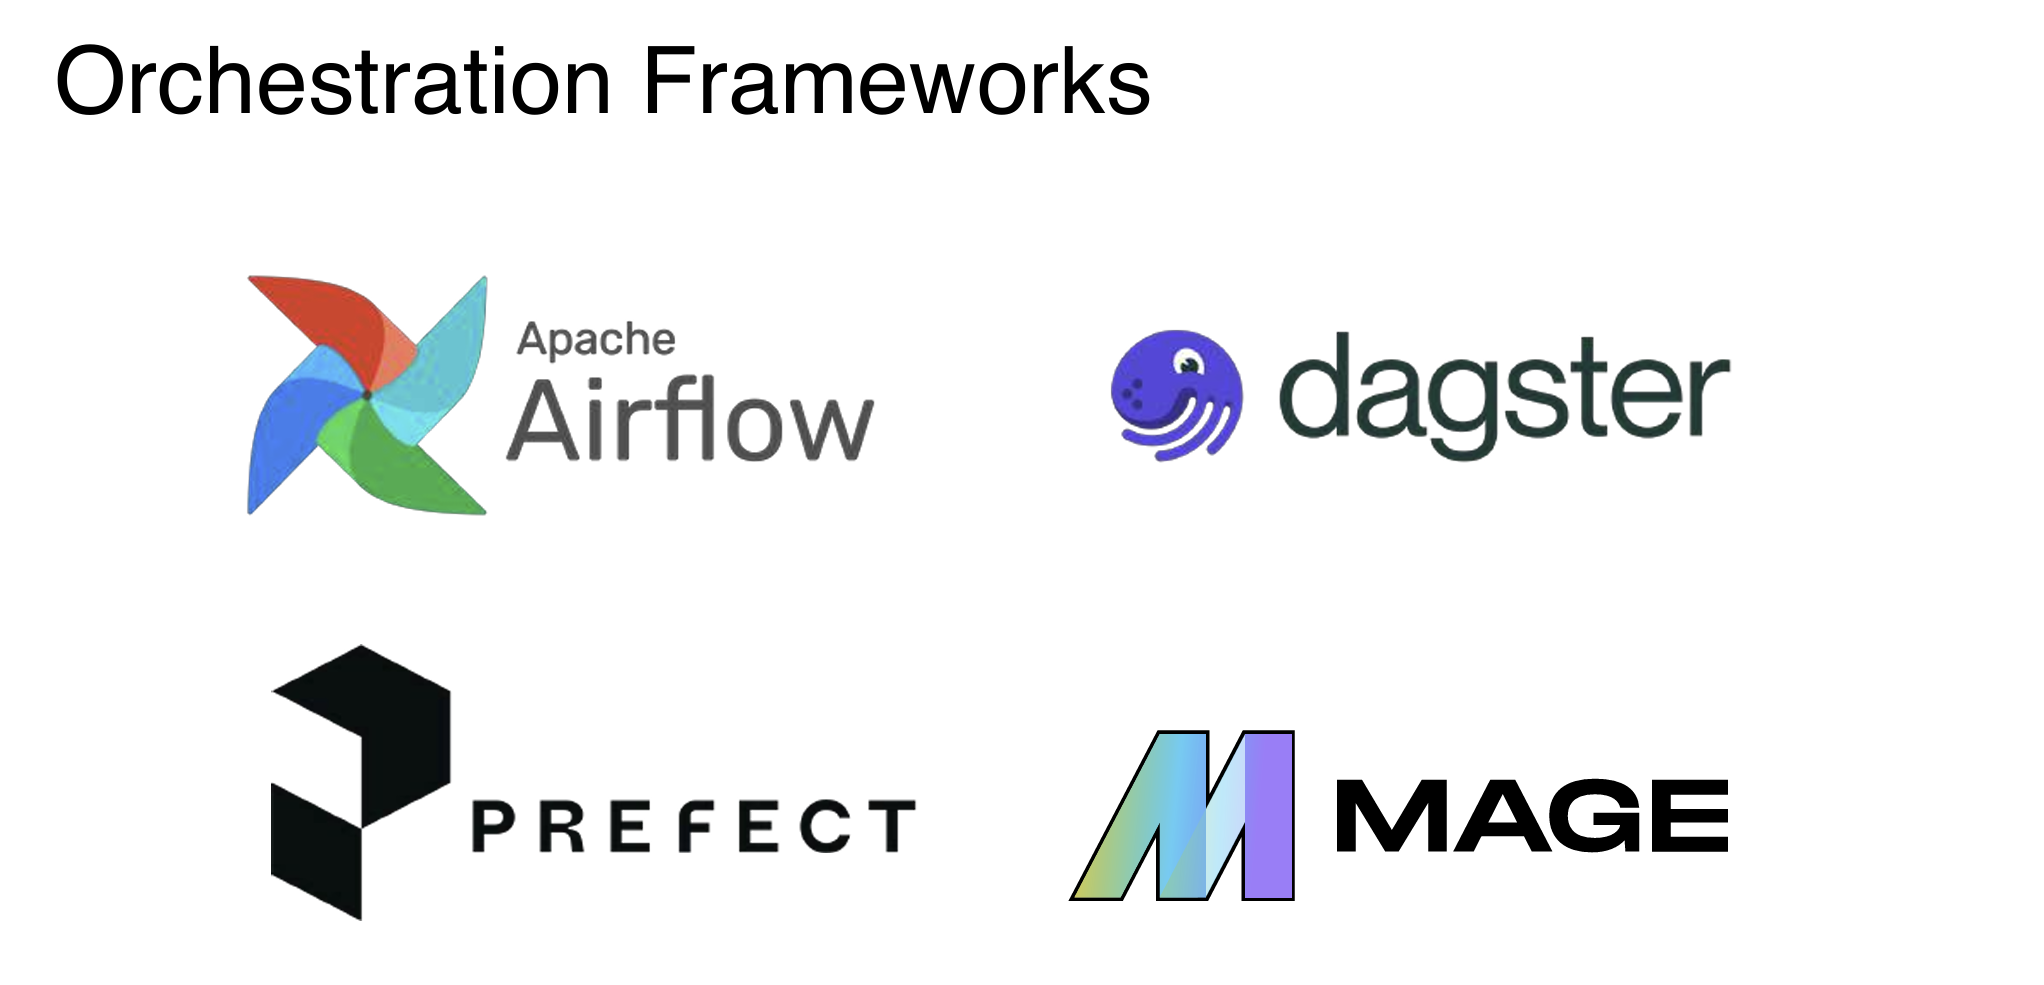 Orchestration Frameworks
Apache
Airflow
dagster
PREFECT
MAGE